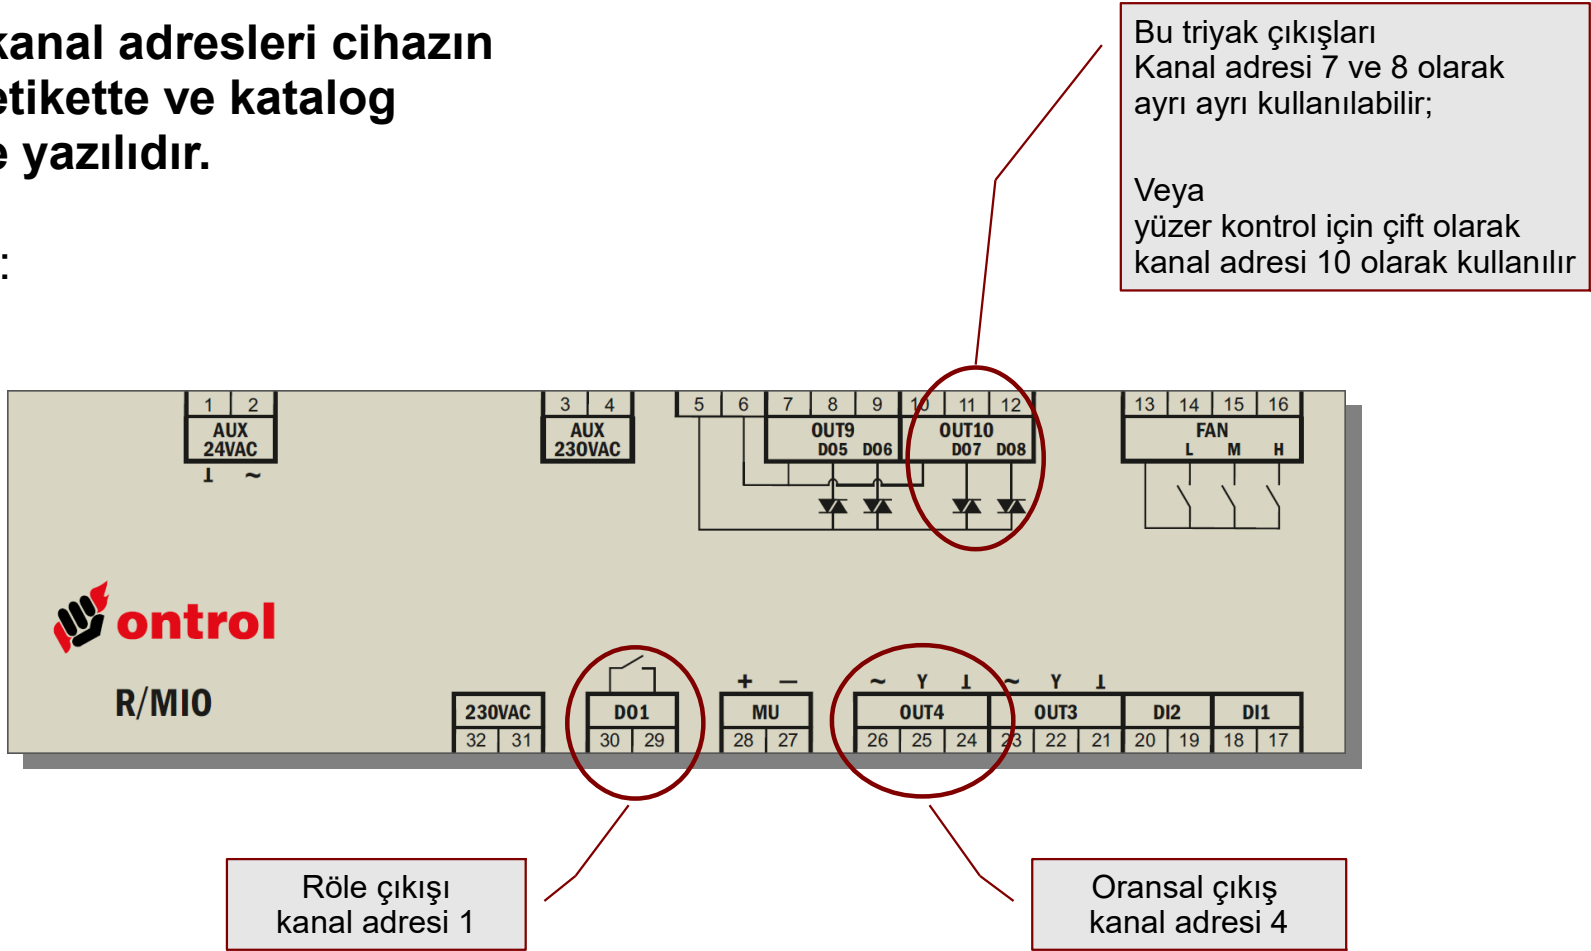 kanal adresleri cihazın
etikette ve katalog
e yazılıdır.
:
Bu triyak çıkışları
Kanal adresi 7 ve 8 olarak
ayrı ayrı kullanılabilir;
Veya
yüzer kontrol için çift olarak
kanal adresi 10 olarak kullanılır
1 2 3 4 5 6 7 8 9 10 11 12 13 14 15 16
AUX
24VAC
⊥ ~
AUX
230VAC
OUT9
DO5 DO6
OUT10
DO7 DO8
FAN
L M H
ontrol
R/MIO
+ — ~ Y ⊥ ~ Y ⊥
230VAC DO1 MU OUT4 OUT3 DI2 DI1
32 31 30 29 28 27 26 25 24 23 22 21 20 19 18 17
Röle çıkışı
kanal adresi 1
Oransal çıkış
kanal adresi 4